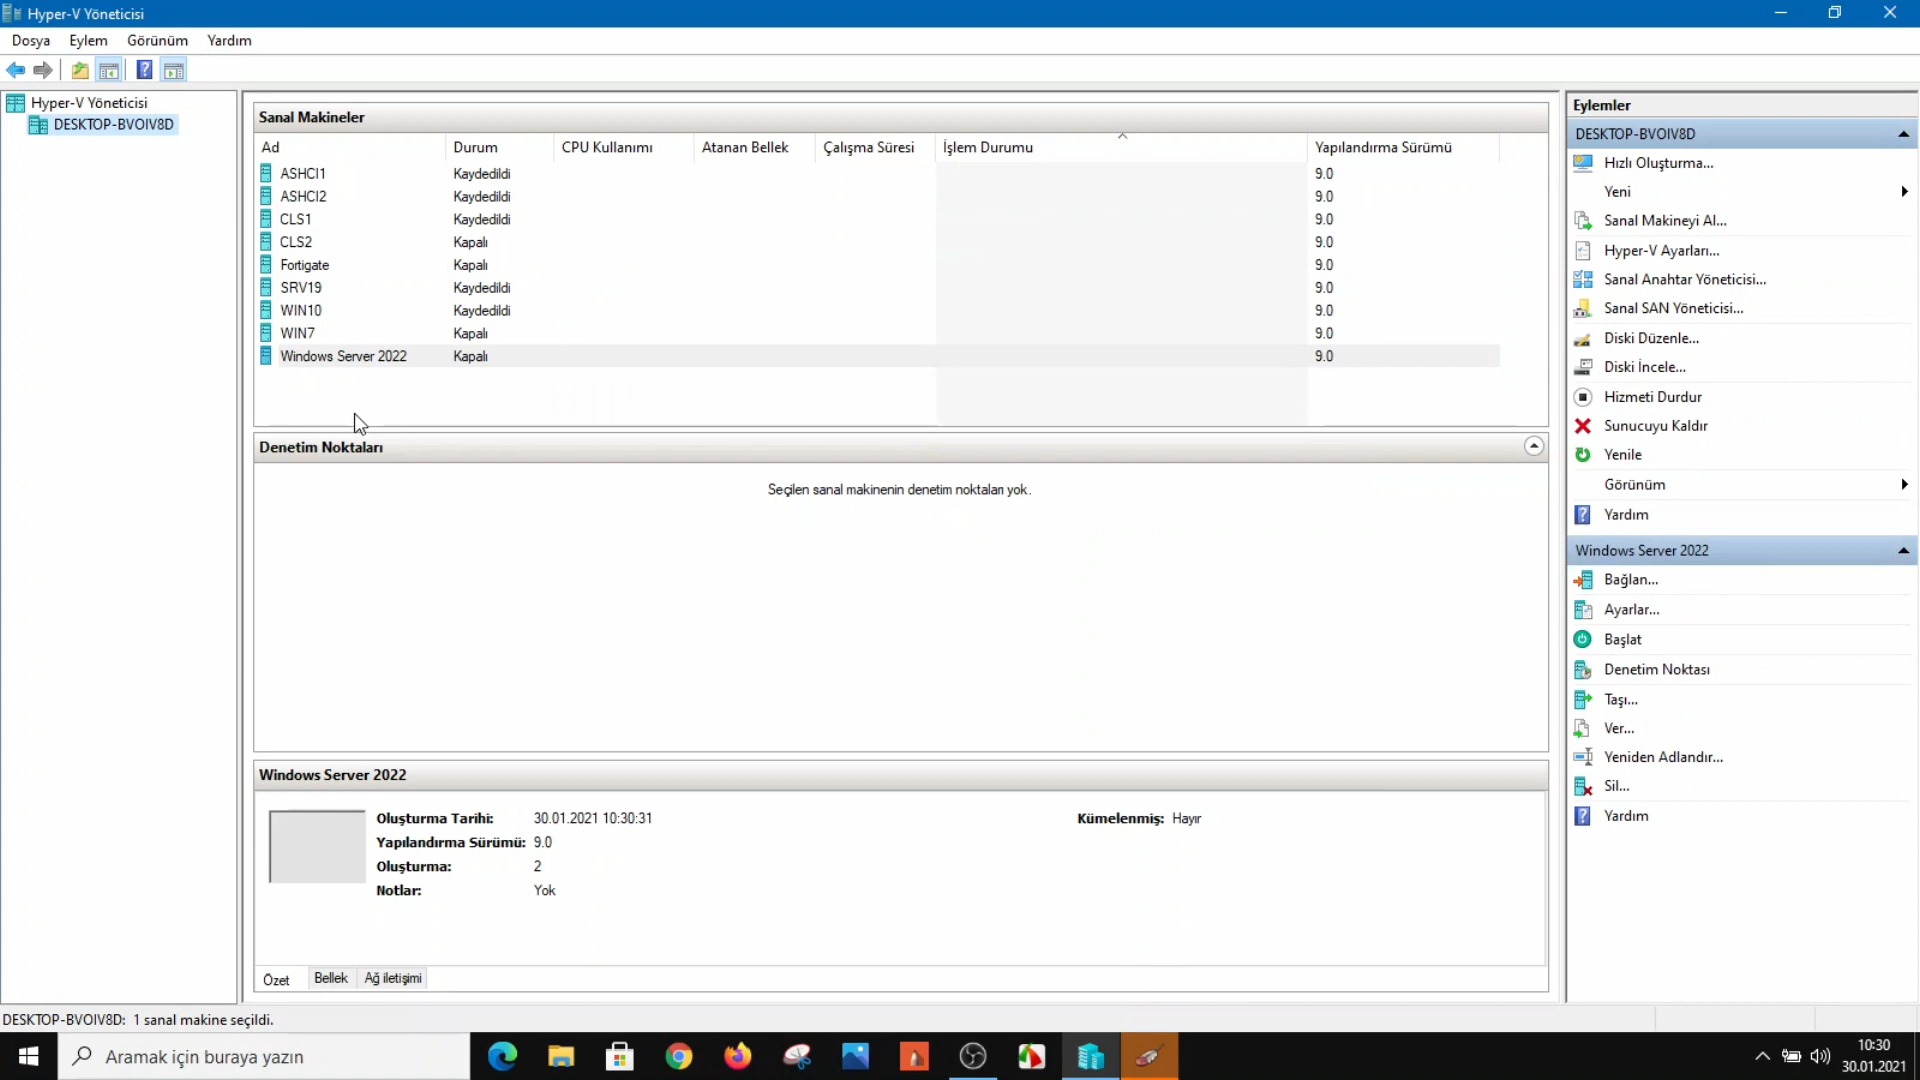 Hyper-V Yöneticisi
Dosya Eylem Görünüm Yardım
Hyper-V Yöneticisi
DESKTOP-BVOIV8D
Sanal Makineler
Ad Durum CPU Kullanımı Atanan Bellek Çalışma Süresi İşlem Durumu Yapılandırma Sürümü
ASHCI1 Kaydedildi 9.0
ASHCI2 Kaydedildi 9.0
CLS1 Kaydedildi 9.0
CLS2 Kapalı 9.0
Fortigate Kapalı 9.0
SRV19 Kaydedildi 9.0
WIN10 Kaydedildi 9.0
WIN7 Kapalı 9.0
Windows Server 2022 Kapalı 9.0
Denetim Noktaları
Seçilen sanal makinenin denetim noktaları yok.
Windows Server 2022
Oluşturma Tarihi: 30.01.2021 10:30:31 Kümelenmiş: Hayır
Yapılandırma Sürümü: 9.0
Oluşturma: 2
Notlar: Yok
Özet Bellek Ağ iletişimi
Eylemler
DESKTOP-BVOIV8D
Hızlı Oluşturma...
Yeni
Sanal Makineyi Al...
Hyper-V Ayarları...
Sanal Anahtar Yöneticisi...
Sanal SAN Yöneticisi...
Diski Düzenle...
Diski İncele...
Hizmeti Durdur
Sunucuyu Kaldır
Yenile
Görünüm
Yardım
Windows Server 2022
Bağlan...
Ayarlar...
Başlat
Denetim Noktası
Taşı...
Ver...
Yeniden Adlandır...
Sil...
Yardım
DESKTOP-BVOIV8D: 1 sanal makine seçildi.
Aramak için buraya yazın
10:30
30.01.2021